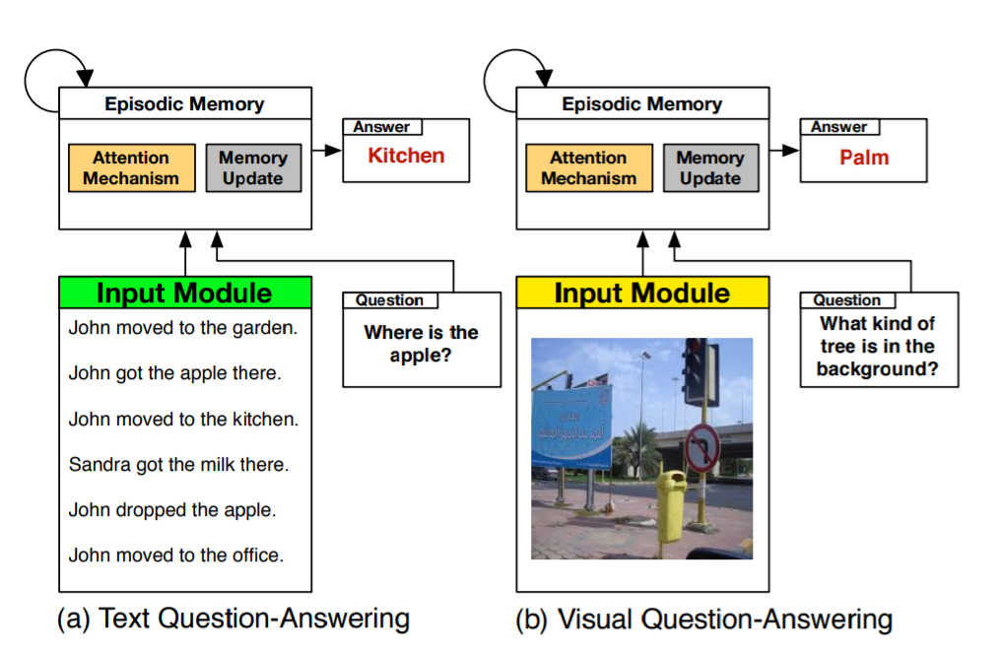 Episodic Memory
Attention
Mechanism
Memory
Update
Answer
Kitchen
Input Module
John moved to the garden.
John got the apple there.
John moved to the kitchen.
Sandra got the milk there.
John dropped the apple.
John moved to the office.
Question
Where is the
apple?
(a) Text Question-Answering
Episodic Memory
Attention
Mechanism
Memory
Update
Answer
Palm
Input Module
Question
What kind of
tree is in the
background?
(b) Visual Question-Answering